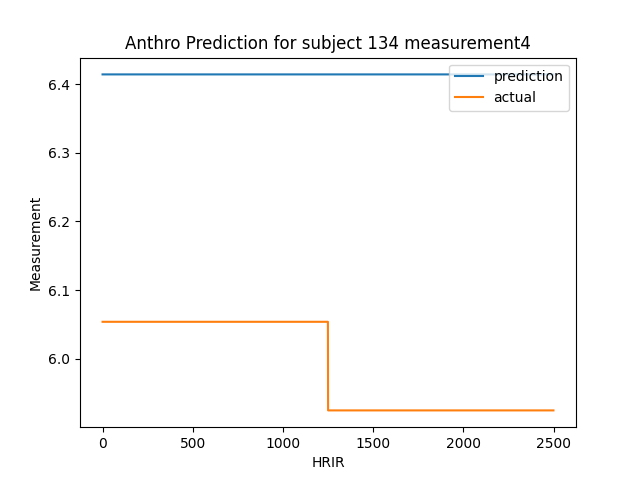 Anthro Prediction for subject 134 measurement4
prediction
actual
6.4
6.3
6.2
6.1
6.0
Measurement
0 500 1000 1500 2000 2500
HRIR